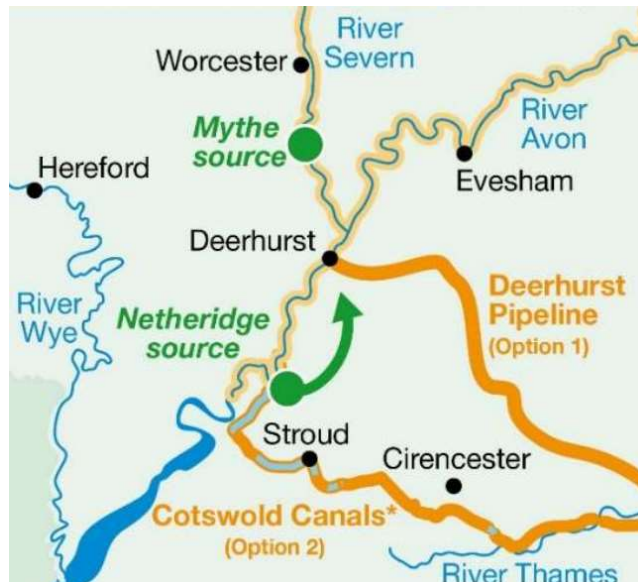 River
Severn
Worcester
River
Avon
Mythe
source
Hereford
Evesham
Deerhurst
Deerhurst
Pipeline
(Option 1)
River
Wye
Netheridge
source
Stroud
Cirencester
Cotswold Canals*
(Option 2)
River Thames